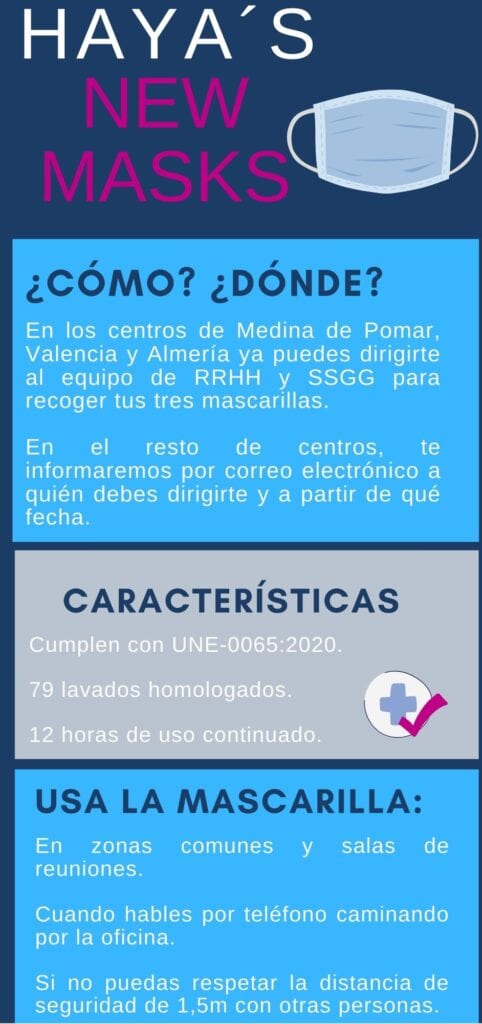 HAYA´S
NEW
MASKS
¿CÓMO? ¿DÓNDE?
En los centros de Medina de Pomar,
Valencia y Almería ya puedes dirigirte
al equipo de RRHH y SSGG para
recoger tus tres mascarillas.
En el resto de centros, te
informaremos por correo electrónico a
quién debes dirigirte y a partir de qué
fecha.
CARACTERÍSTICAS
Cumplen con UNE-0065:2020.
79 lavados homologados.
12 horas de uso continuado.
USA LA MASCARILLA:
En zonas comunes y salas de
reuniones.
Cuando hables por teléfono caminando
por la oficina.
Si no puedas respetar la distancia de
seguridad de 1,5m con otras personas.